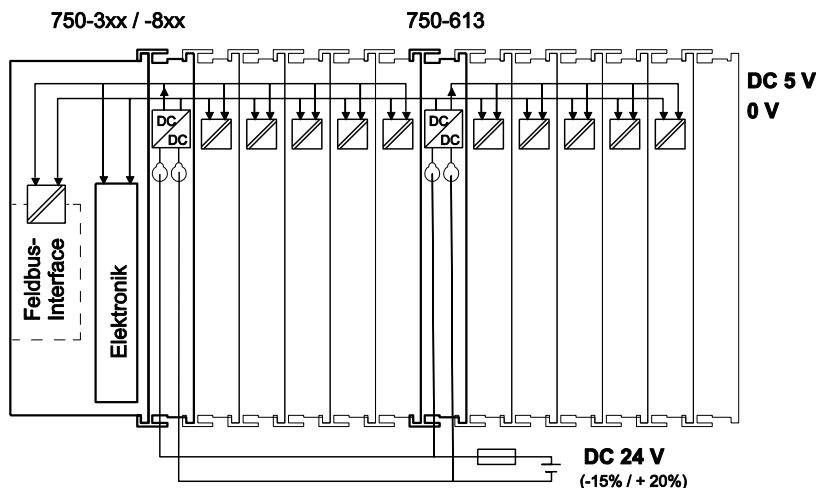 750-3xx / -8xx
750-613
DC 5 V
0 V
DC
DC
DC
DC
Feldbus-
Interface
Elektronik
DC 24 V
(-15% / + 20%)